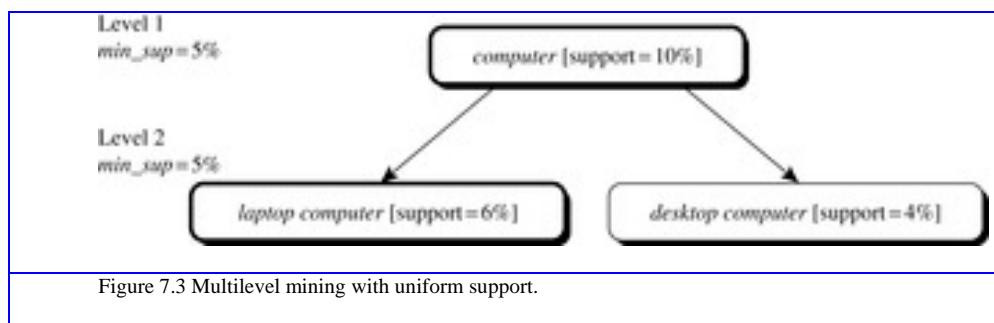 Level 1
min_sup = 5%
computer [support = 10%]
Level 2
min_sup = 5%
laptop computer [support = 6%]
desktop computer [support = 4%]
Figure 7.3 Multilevel mining with uniform support.